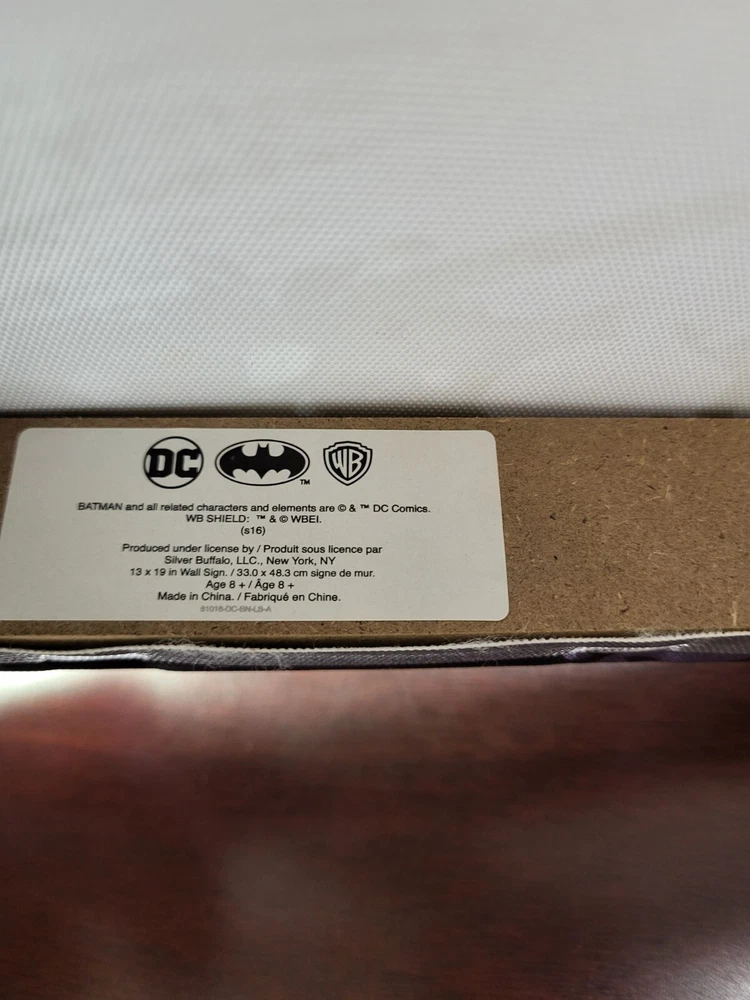 DC
TM
WB
BATMAN and all related characters and elements are © & ™ DC Comics.
WB SHIELD: ™ & © WBEI.
(s16)
Produced under license by / Produit sous licence par
Silver Buffalo, LLC., New York, NY
13 x 19 in Wall Sign. / 33.0 x 48.3 cm signe de mur.
Age 8 + / Âge 8 +
Made in China. / Fabriqué en Chine.